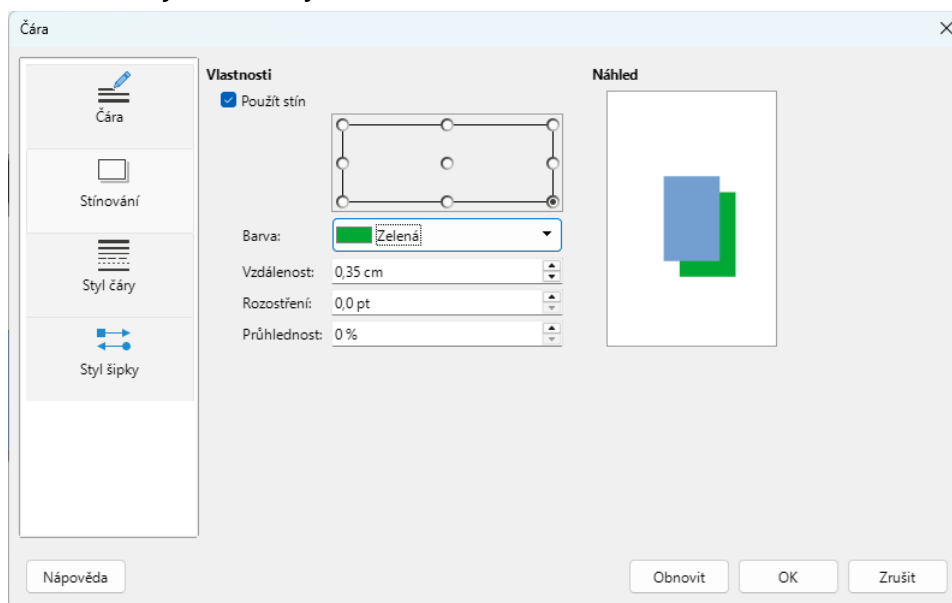 Čára
Čára
Stínování
Styl čáry
Styl šipky
Vlastnosti
Použít stín
Barva: Zelená
Vzdálenost: 0,35 cm
Rozostření: 0,0 pt
Průhlednost: 0 %
Náhled
Nápověda
Obnovit
OK
Zrušit